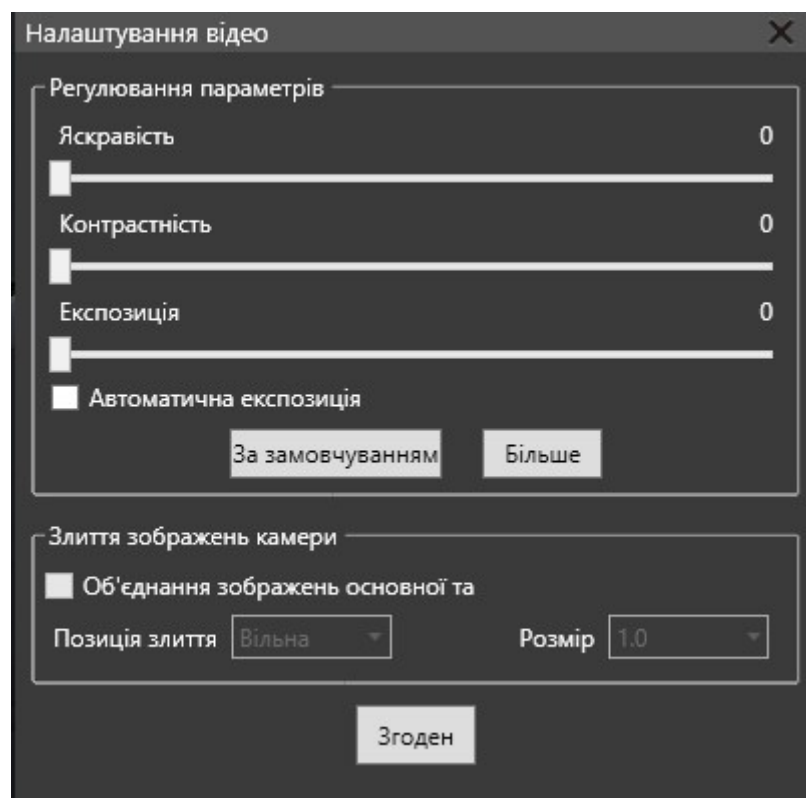 Налаштування відео
Регулювання параметрів
Яскравість 0
Контрастність 0
Експозиція 0
Автоматична експозиція
За замовчуванням Більше
Злиття зображень камери
Об'єднання зображень основної та
Позиція злиття Вільна Розмір 1.0
Згоден